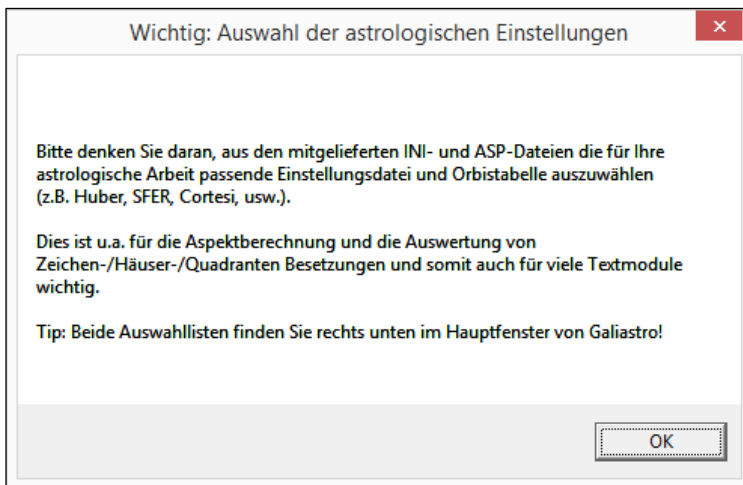 Wichtig: Auswahl der astrologischen Einstellungen
Bitte denken Sie daran, aus den mitgelieferten INI- und ASP-Dateien die für Ihre
astrologische Arbeit passende Einstellungsdatei und Orbistabelle auszuwählen
(z.B. Huber, SFER, Cortesi, usw.).
Dies ist u.a. für die Aspektberechnung und die Auswertung von
Zeichen-/Häuser-/Quadranten Besetzungen und somit auch für viele Textmodule
wichtig.
Tip: Beide Auswahllisten finden Sie rechts unten im Hauptfenster von Galiastro!
OK